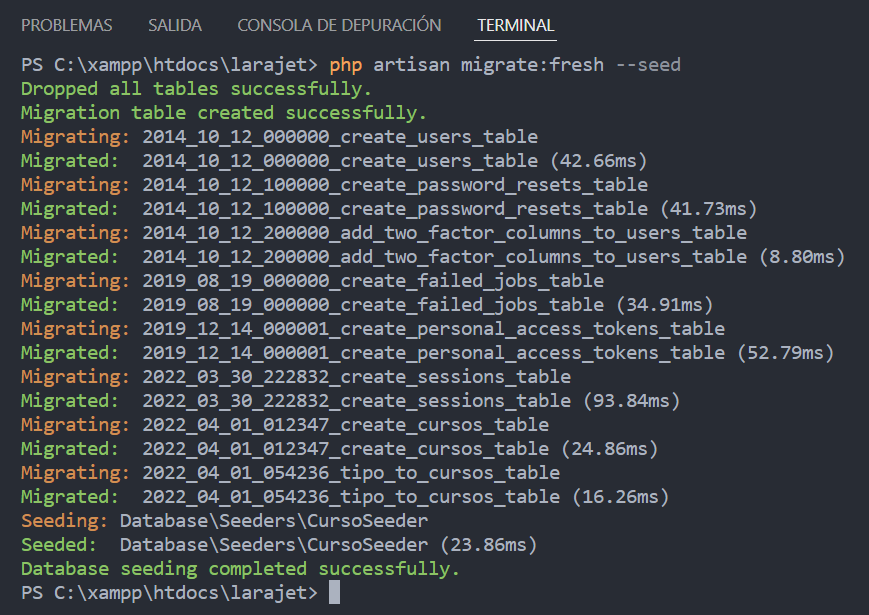 PROBLEMAS SALIDA CONSOLA DE DEPURACIÓN TERMINAL
PS C:\xampp\htdocs\larajet> php artisan migrate:fresh --seed
Dropped all tables successfully.
Migration table created successfully.
Migrating: 2014_10_12_000000_create_users_table
Migrated:  2014_10_12_000000_create_users_table (42.66ms)
Migrating: 2014_10_12_100000_create_password_resets_table
Migrated:  2014_10_12_100000_create_password_resets_table (41.73ms)
Migrating: 2014_10_12_200000_add_two_factor_columns_to_users_table
Migrated:  2014_10_12_200000_add_two_factor_columns_to_users_table (8.80ms)
Migrating: 2019_08_19_000000_create_failed_jobs_table
Migrated:  2019_08_19_000000_create_failed_jobs_table (34.91ms)
Migrating: 2019_12_14_000001_create_personal_access_tokens_table
Migrated:  2019_12_14_000001_create_personal_access_tokens_table (52.79ms)
Migrating: 2022_03_30_222832_create_sessions_table
Migrated:  2022_03_30_222832_create_sessions_table (93.84ms)
Migrating: 2022_04_01_012347_create_cursos_table
Migrated:  2022_04_01_012347_create_cursos_table (24.86ms)
Migrating: 2022_04_01_054236_tipo_to_cursos_table
Migrated:  2022_04_01_054236_tipo_to_cursos_table (16.26ms)
Seeding: Database\Seeders\CursoSeeder
Seeded:  Database\Seeders\CursoSeeder (23.86ms)
Database seeding completed successfully.
PS C:\xampp\htdocs\larajet>